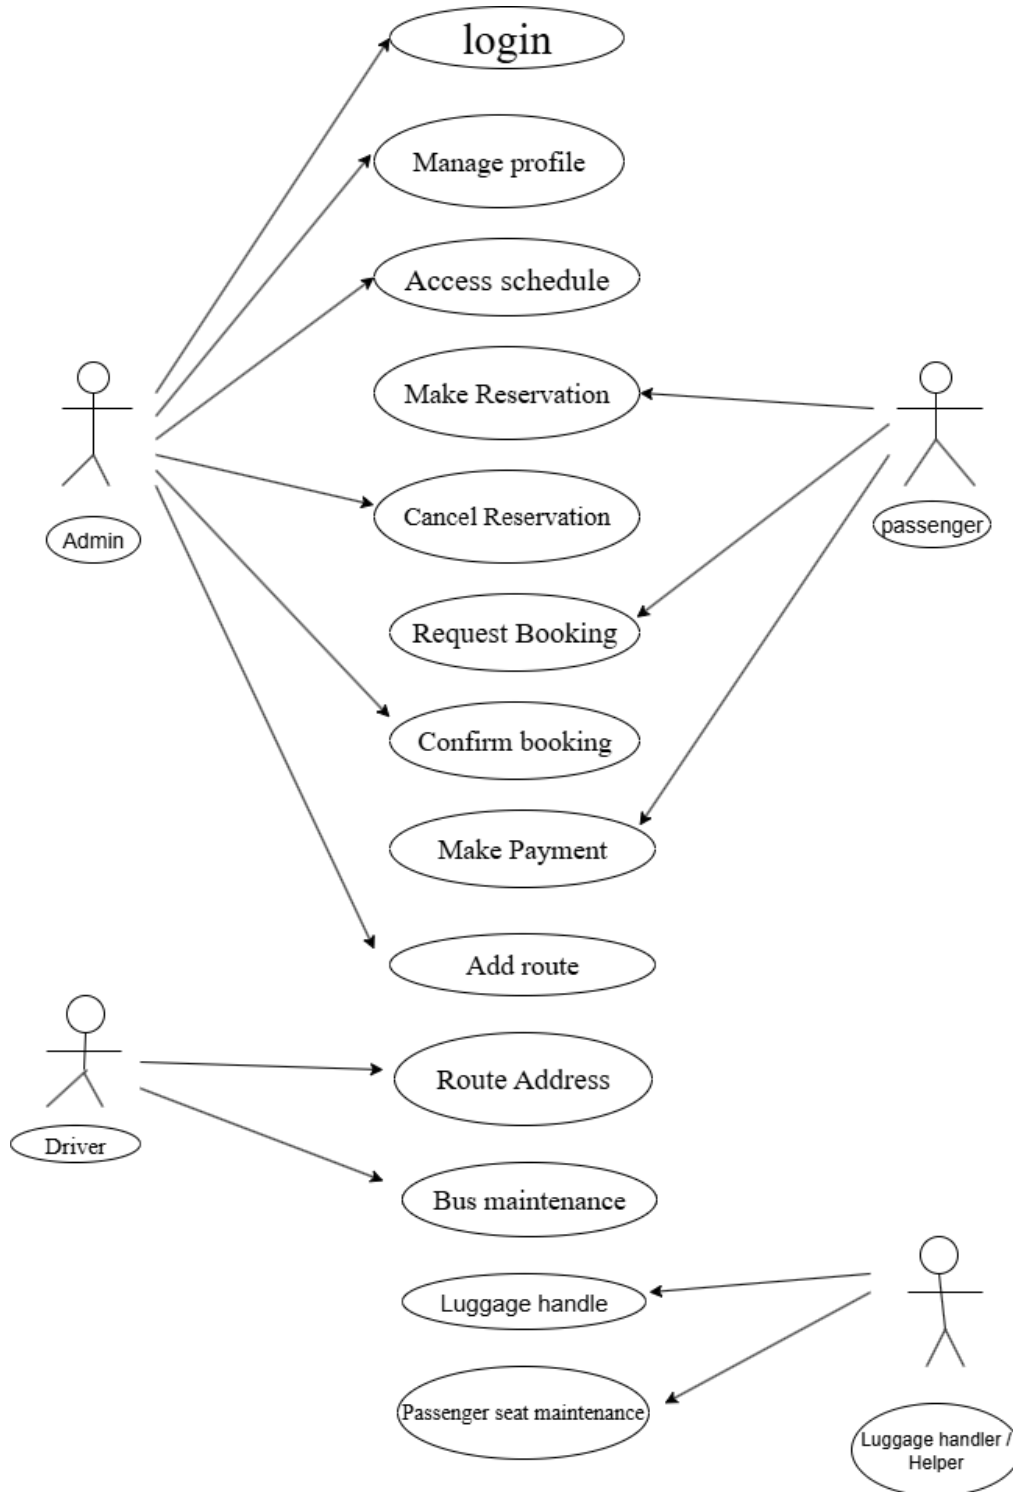 login
Manage profile
Access schedule
Make Reservation
Cancel Reservation
Admin
passenger
Request Booking
Confirm booking
Make Payment
Add route
Route Address
Driver
Bus maintenance
Luggage handle
Passenger seat maintenance
Luggage handler /
Helper